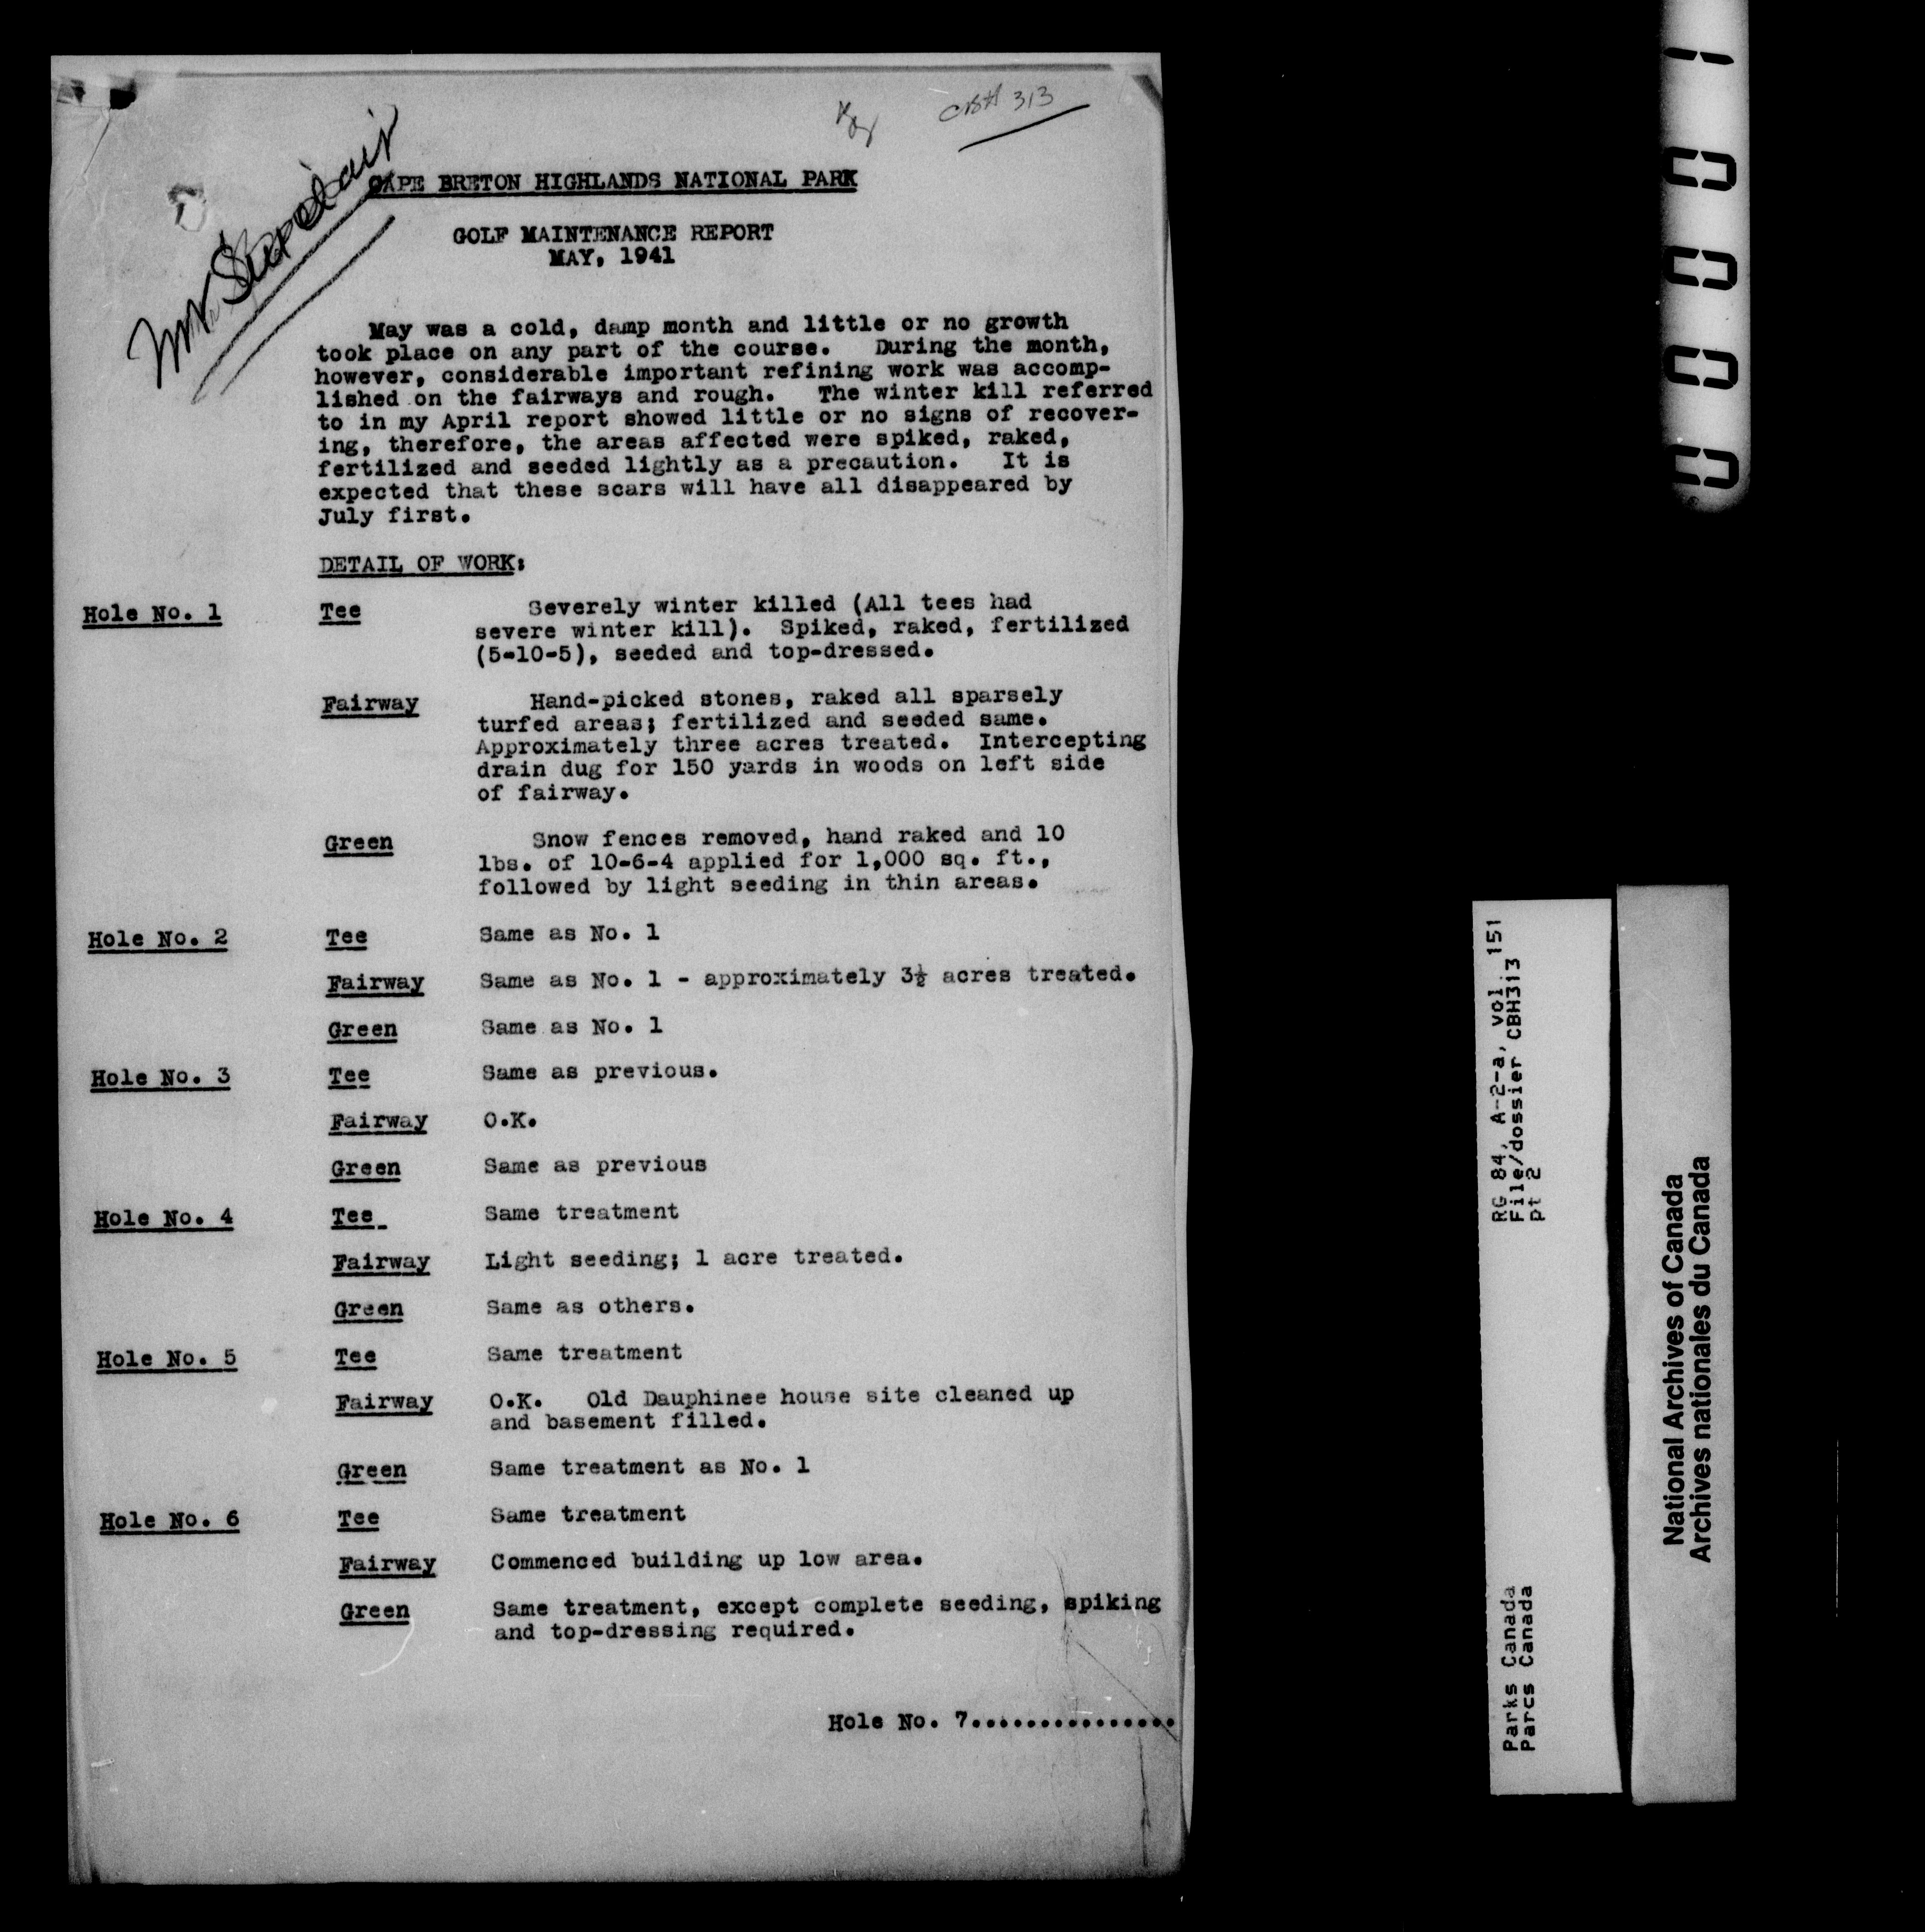 CBH 313
Mr
CAPE BRETON HIGHLANDS NATIONAL PARK
GOLF MAINTENANCE REPORT
MAY, 1941
May was a cold, damp month and little or no growth
took place on any part of the course. During the month,
however, considerable important refining work was accomp-
lished on the fairways and rough. The winter kill referred
to in my April report showed little or no signs of recover-
ing, therefore, the areas affected were spiked, raked,
fertilized and seeded lightly as a precaution. It is
expected that these scars will have all disappeared by
July first.
DETAIL OF WORK:
Hole No. 1 Tee Severely winter killed (All tees had
severe winter kill). Spiked, raked, fertilized
(5-10-5), seeded and top-dressed.
Fairway Hand-picked stones, raked all sparsely
turfed areas; fertilized and seeded same.
Approximately three acres treated. Intercepting
drain dug for 150 yards in woods on left side
of fairway.
Green Snow fences removed, hand raked and 10
lbs. of 10-6-4 applied for 1,000 sq. ft.,
followed by light seeding in thin areas.
Hole No. 2 Tee Same as No. 1
Fairway Same as No. 1 - approximately 3½ acres treated.
Green Same as No. 1
Hole No. 3 Tee Same as previous.
Fairway O.K.
Green Same as previous
Hole No. 4 Tee Same treatment
Fairway Light seeding; 1 acre treated.
Green Same as others.
Hole No. 5 Tee Same treatment
Fairway O.K. Old Dauphinee house site cleaned up
and basement filled.
Green Same treatment as No. 1
Hole No. 6 Tee Same treatment
Fairway Commenced building up low area.
Green Same treatment, except complete seeding, spiking
and top-dressing required.
Hole No. 7...............
00001
RG 84, A-2-a, vol. 151
File/dossier CBH313
pt 2
Parks Canada
Parcs Canada
National Archives of Canada
Archives nationales du Canada